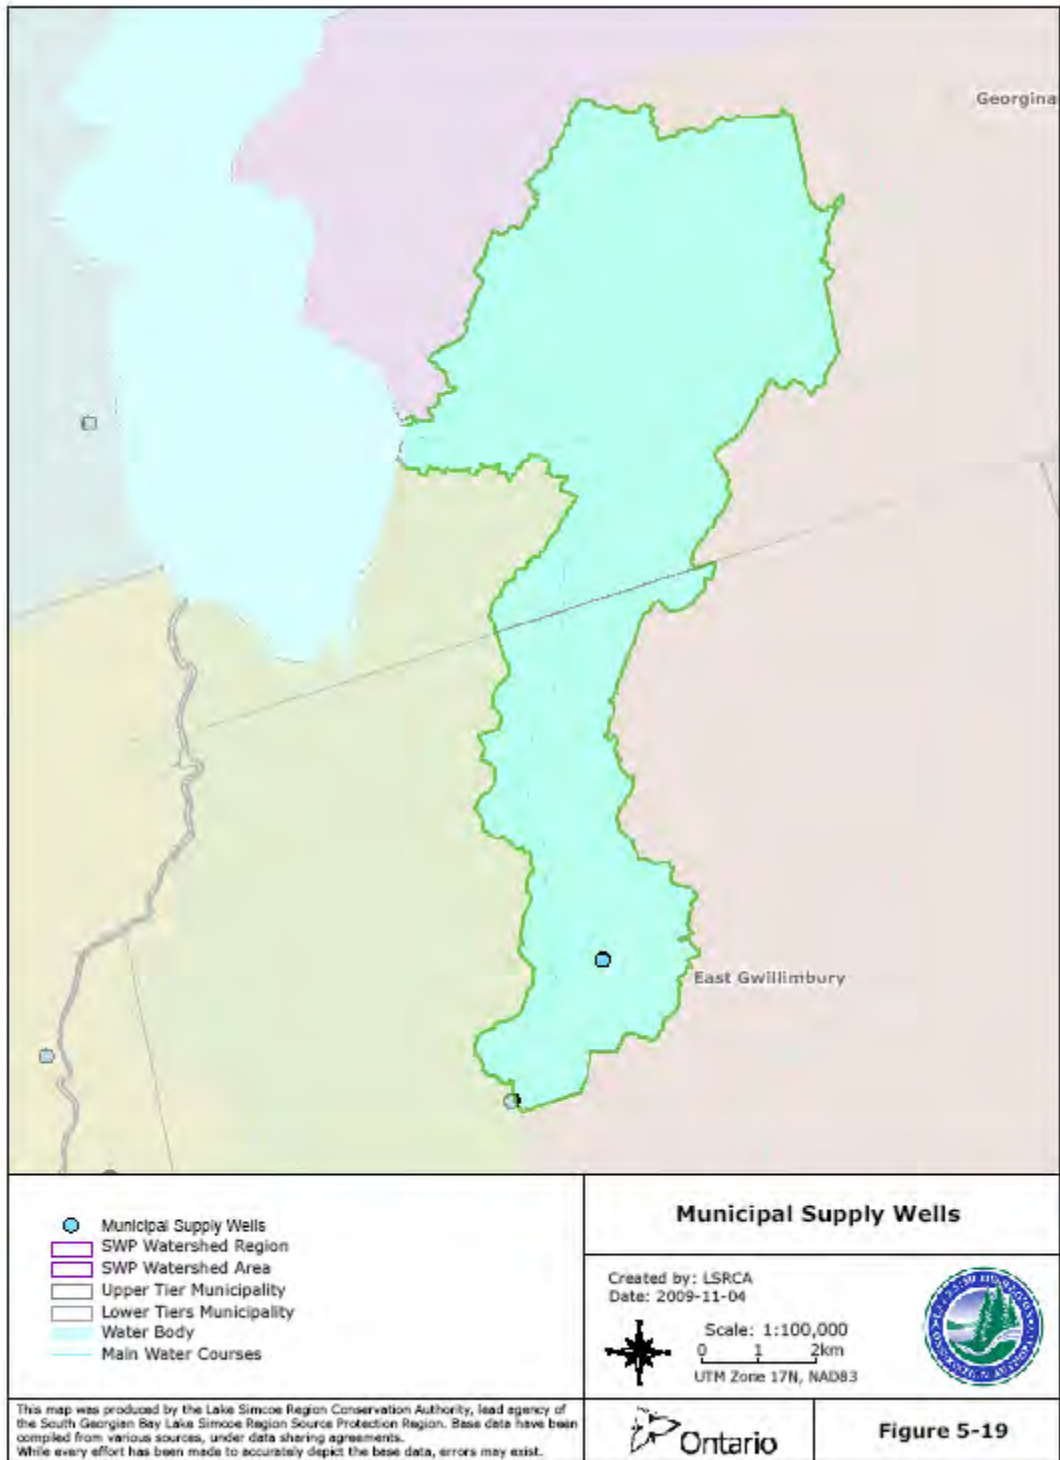 Georgina
East Gwillimbury
Municipal Supply Wells
SWP Watershed Region
SWP Watershed Area
Upper Tier Municipality
Lower Tiers Municipality
Water Body
Main Water Courses
Municipal Supply Wells
Created by: LSRCA
Date: 2009-11-04
Scale: 1:100,000
0 1 2km
UTM Zone 17N, NAD83
This map was produced by the Lake Simcoe Region Conservation Authority, lead agency of
the South Georgian Bay Lake Simcoe Region Source Protection Region. Base data have been
compiled from various sources, under data sharing agreements.
While every effort has been made to accurately depict the base data, errors may exist.
Ontario
Figure 5-19